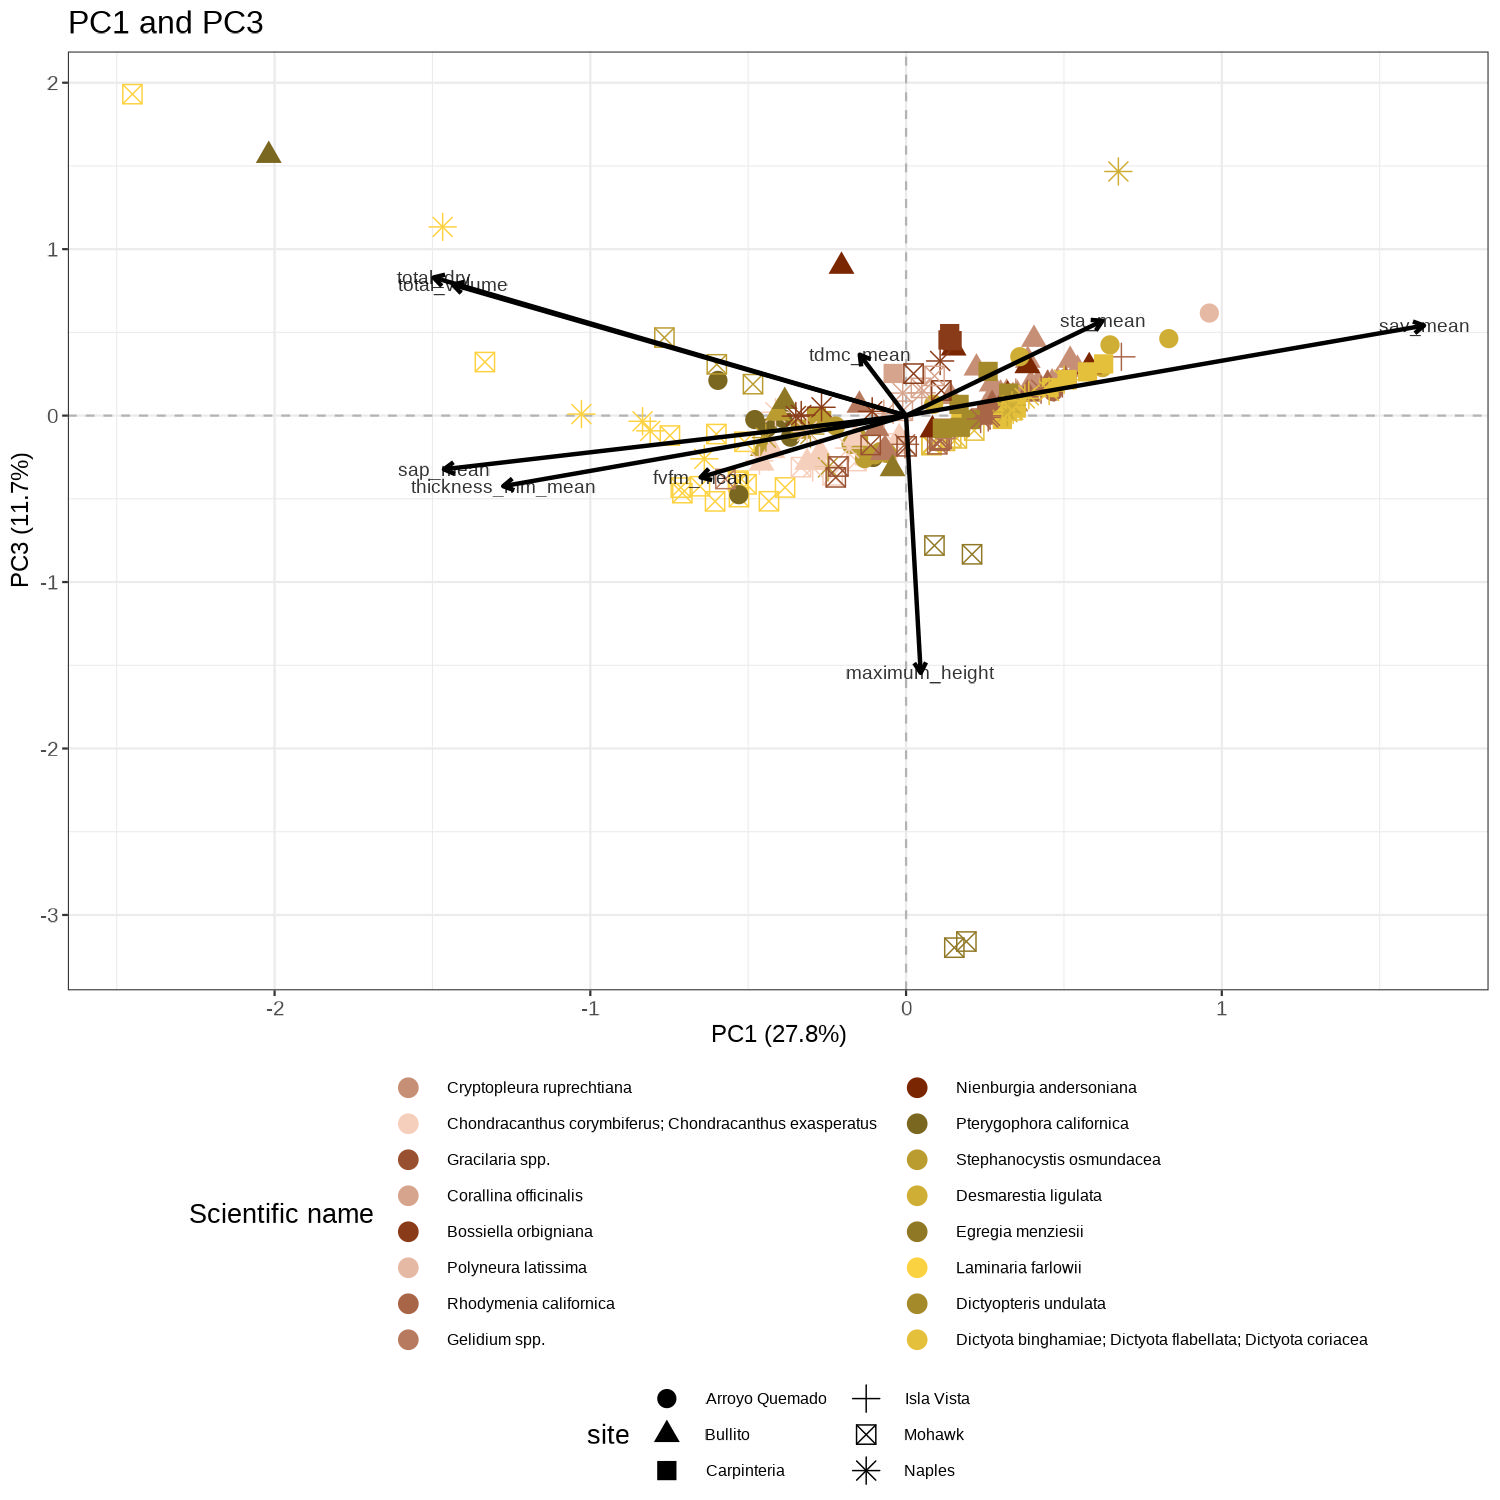 PC1 and PC3
2
1
0
-1
-2
-3
PC3 (11.7%)
total_dry
total_volume
tdmc_mean
sta_mean
sav_mean
sap_mean
thickness_mm_mean
fvfm_mean
maximum_height
-2
-1
0
1
PC1 (27.8%)
Scientific name
Cryptopleura ruprechtiana
Chondracanthus corymbiferus; Chondracanthus exasperatus
Gracilaria spp.
Corallina officinalis
Bossiella orbigniana
Polyneura latissima
Rhodymenia californica
Gelidium spp.
Nienburgia andersoniana
Pterygophora californica
Stephanocystis osmundacea
Desmarestia ligulata
Egregia menziesii
Laminaria farlowii
Dictyopteris undulata
Dictyota binghamiae; Dictyota flabellata; Dictyota coriacea
site
Arroyo Quemado
Bullito
Carpinteria
Isla Vista
Mohawk
Naples